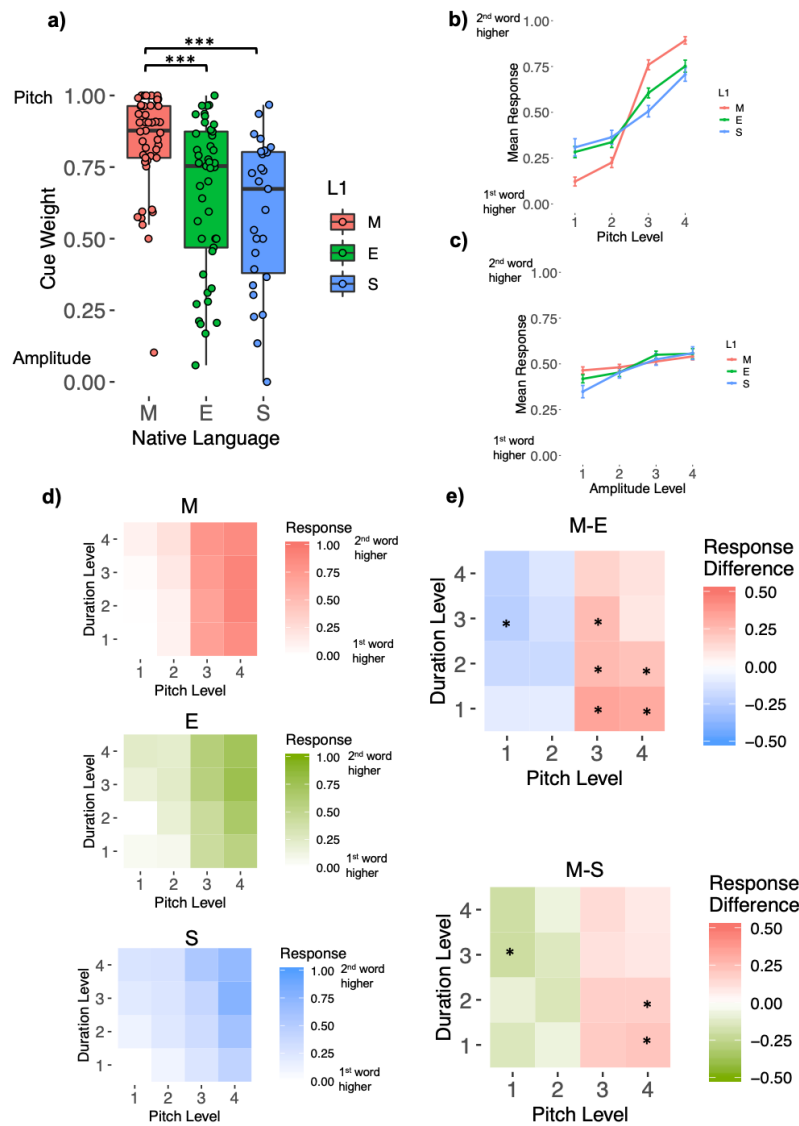 a)
***
***
Pitch
1.00
0.75
0.50
0.25
Amplitude
0.00
Cue Weight
M E S
Native Language
L1
M
E
S
b)
2nd word
higher
1.00
0.75
0.50
0.25
1st word
higher
0.00
Mean Response
1 2 3 4
Pitch Level
L1
M
E
S
c)
2nd word
higher
1.00
0.75
0.50
0.25
1st word
higher
0.00
Mean Response
1 2 3 4
Amplitude Level
L1
M
E
S
d)
M
4
3
2
1
Duration Level
1 2 3 4
Pitch Level
Response
1.00
0.75
0.50
0.25
0.00
2nd word
higher
1st word
higher
E
4
3
2
1
Duration Level
1 2 3 4
Pitch Level
Response
1.00
0.75
0.50
0.25
0.00
2nd word
higher
1st word
higher
S
4
3
2
1
Duration Level
1 2 3 4
Pitch Level
Response
1.00
0.75
0.50
0.25
0.00
2nd word
higher
1st word
higher
e)
M-E
4
3 * *
2 * *
1 * *
Duration Level
1 2 3 4
Pitch Level
Response
Difference
0.50
0.25
0.00
−0.25
−0.50
M-S
4
3 *
2 *
1 *
Duration Level
1 2 3 4
Pitch Level
Response
Difference
0.50
0.25
0.00
−0.25
−0.50